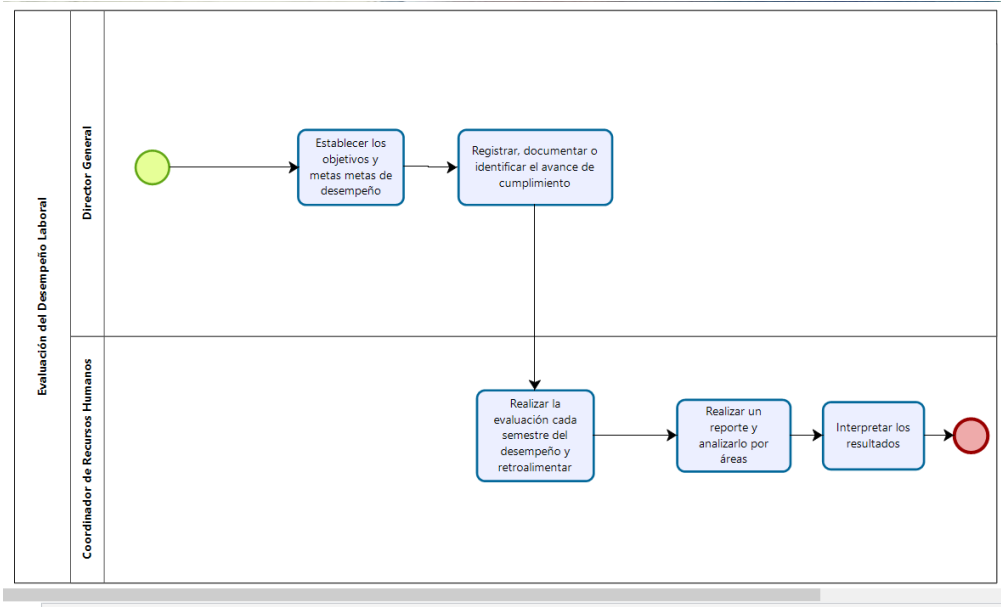 Evaluación del Desempeño Laboral
Director General
Establecer los
objetivos y
metas metas de
desempeño
Registrar, documentar o
identificar el avance de
cumplimiento
Coordinador de Recursos Humanos
Realizar la
evaluación cada
semestre del
desempeño y
retroalimentar
Realizar un
reporte y
analizarlo por
áreas
Interpretar los
resultados